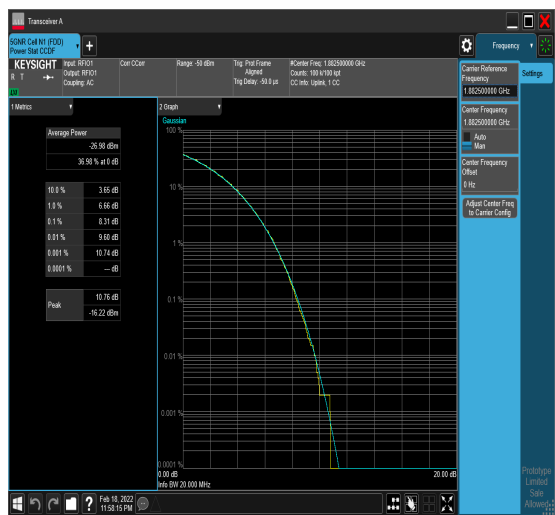 Transceiver A
5GNR Cell N1 (FDD)
Power Stat CCDF
Frequency
KEYSIGHT
R T
Input: RFIO1
Output: RFIO1
Coupling: AC
Corr CCorr
Range: -50 dBm
Trig: Prot Frame
Aligned
Trig Delay: -50.0 µs
#Center Freq: 1.882500000 GHz
Counts: 100 k/100 kpt
CC Info: Uplink, 1 CC
Carrier Reference
Frequency
1.882500000 GHz
Settings
Center Frequency
1.882500000 GHz
Auto
Man
Center Frequency
Offset
0 Hz
Adjust Center Freq
to Carrier Config
1 Metrics
Average Power
-26.98 dBm
36.98 % at 0 dB
10.0 % 3.65 dB
1.0 % 6.66 dB
0.1 % 8.31 dB
0.01 % 9.60 dB
0.001 % 10.74 dB
0.0001 % --- dB
Peak 10.76 dB
-16.22 dBm
2 Graph
Gaussian
100 %
10 %
1 %
0.1 %
0.01 %
0.001 %
0.0001 %
0.00 dB 20.00 dB
Info BW 20.000 MHz
Feb 18, 2022
11:58:15 PM
Prototype
Limited
Sale
Allowed